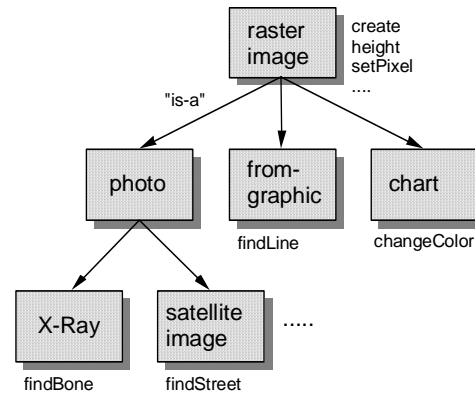 raster
image
create
height
setPixel
....
"is-a"
photo
from-
graphic
chart
findLine
changeColor
X-Ray
satellite
image
.....
findBone
findStreet